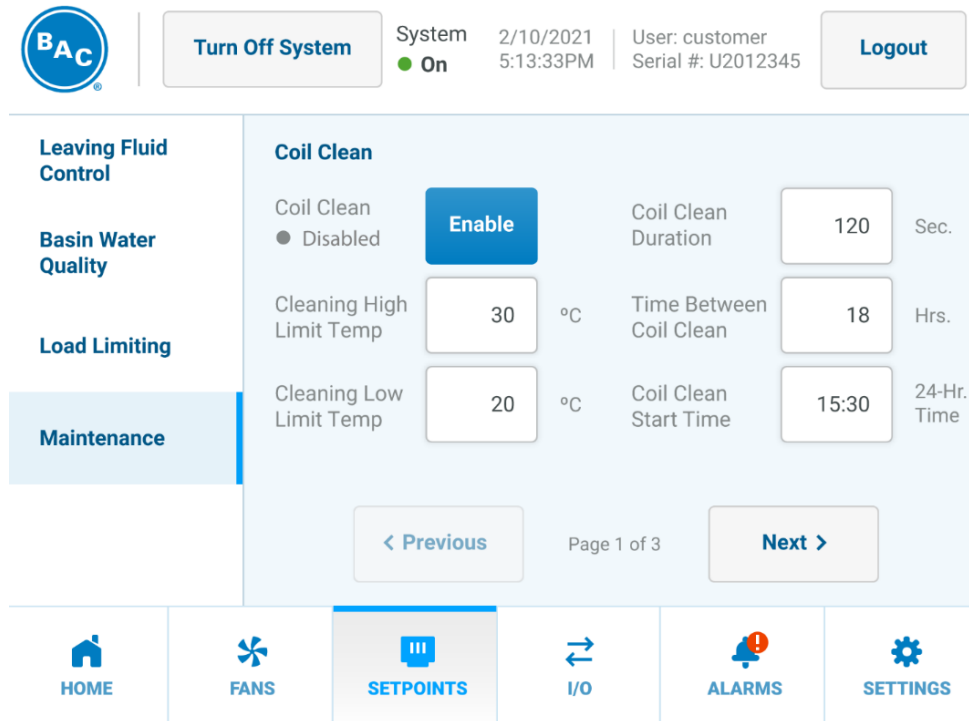 BAC
®
Turn Off System
System
On
2/10/2021
5:13:33PM
User: customer
Serial #: U2012345
Logout
Leaving Fluid
Control
Basin Water
Quality
Load Limiting
Maintenance
Coil Clean
Coil Clean
Disabled
Enable
Coil Clean
Duration
120
Sec.
Cleaning High
Limit Temp
30
ºC
Time Between
Coil Clean
18
Hrs.
Cleaning Low
Limit Temp
20
ºC
Coil Clean
Start Time
15:30
24-Hr.
Time
< Previous
Page 1 of 3
Next >
HOME
FANS
SETPOINTS
I/O
ALARMS
SETTINGS